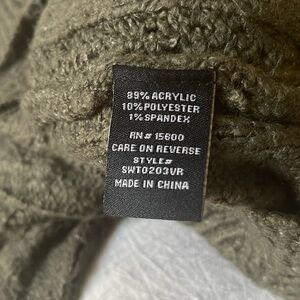 89% ACRYLIC
10% POLYESTER
1% SPANDEX
RN# 15600
CARE ON REVERSE
STYLE#
SWT0203VR
MADE IN CHINA